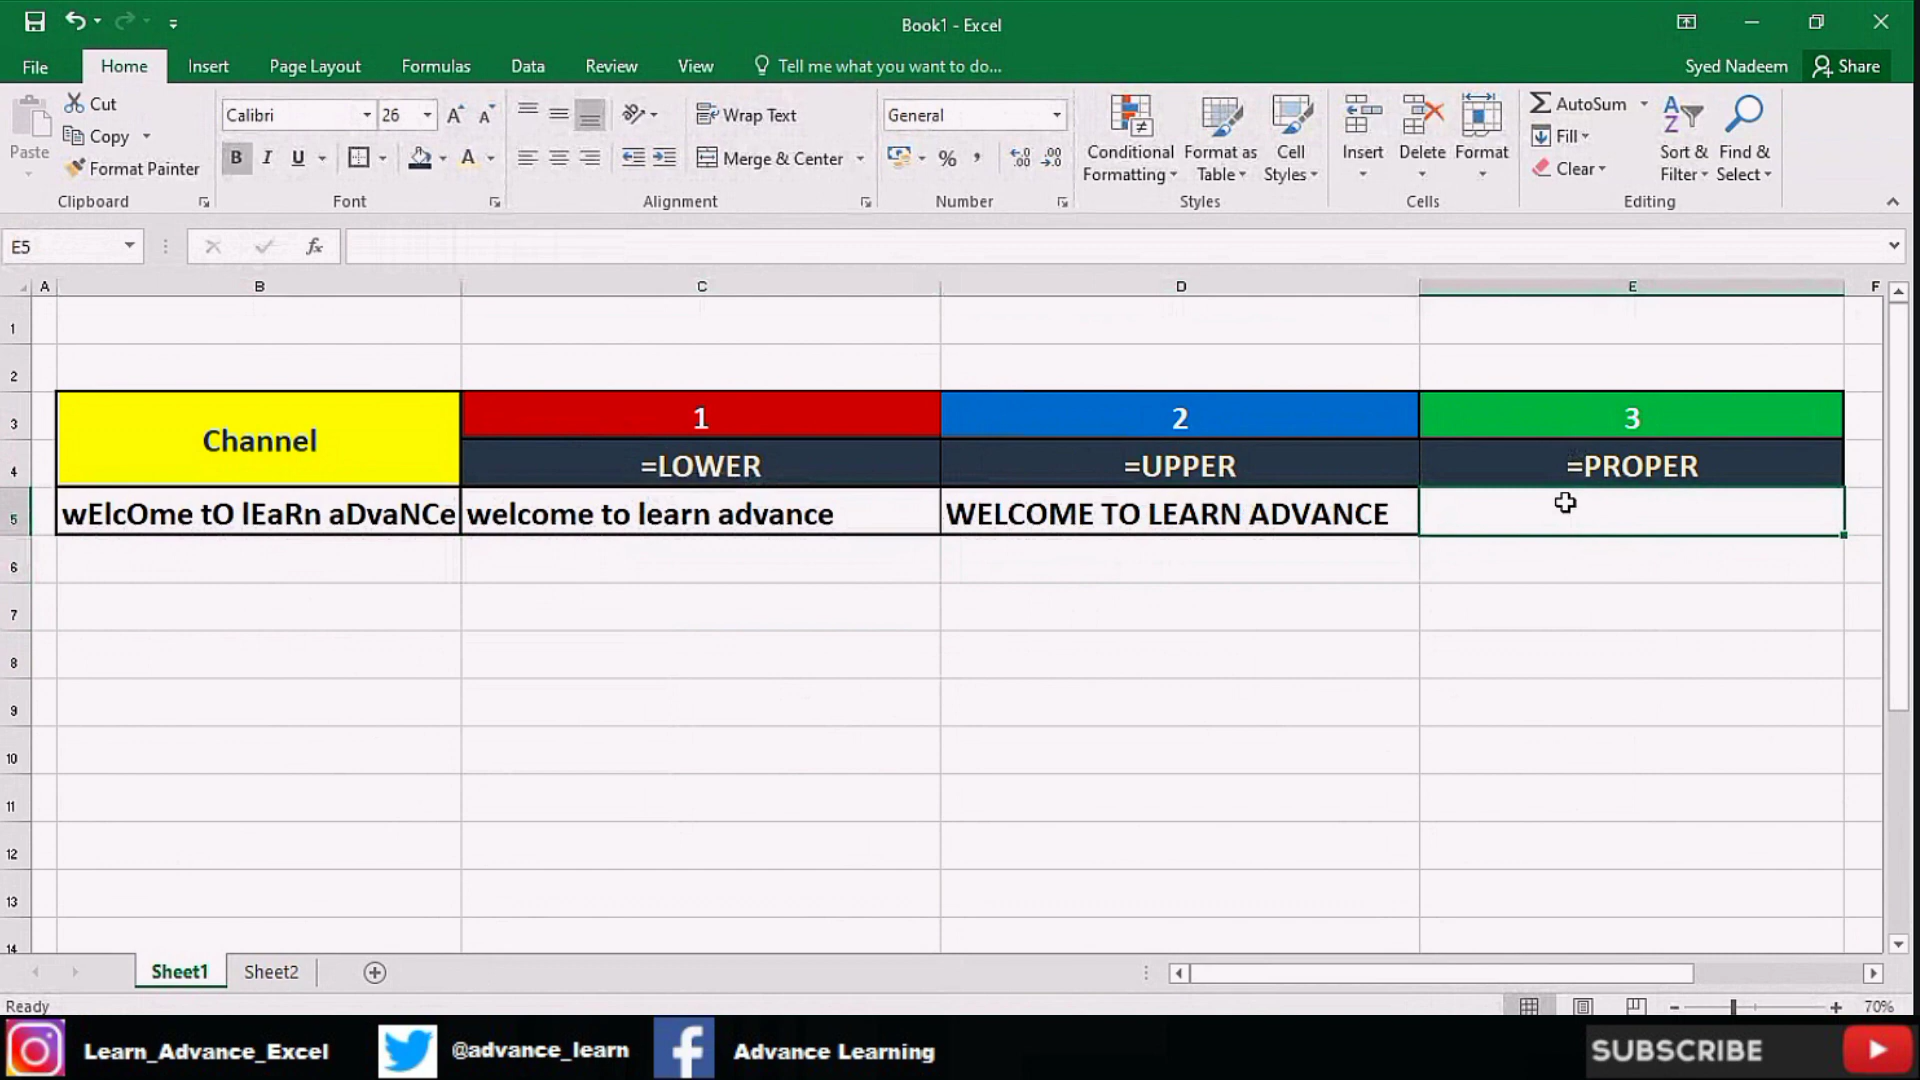 Book1 - Excel
File Home Insert Page Layout Formulas Data Review View Tell me what you want to do... Syed Nadeem Share
Paste Cut Copy Format Painter
Calibri 26
B I U A
Wrap Text
Merge & Center
General
%
Conditional Formatting
Format as Table
Cell Styles
Insert Delete Format
AutoSum
Fill
Clear
Sort & Filter
Find & Select
Clipboard Font Alignment Number Styles Cells Editing
E5 fx
A B C D E F
1
2
3 Channel 1 2 3
4 =LOWER =UPPER =PROPER
5 wElcOme tO lEaRn aDvaNCe welcome to learn advance WELCOME TO LEARN ADVANCE
6
7
8
9
10
11
12
13
14
Sheet1 Sheet2
Ready 70%
Learn_Advance_Excel @advance_learn Advance Learning SUBSCRIBE